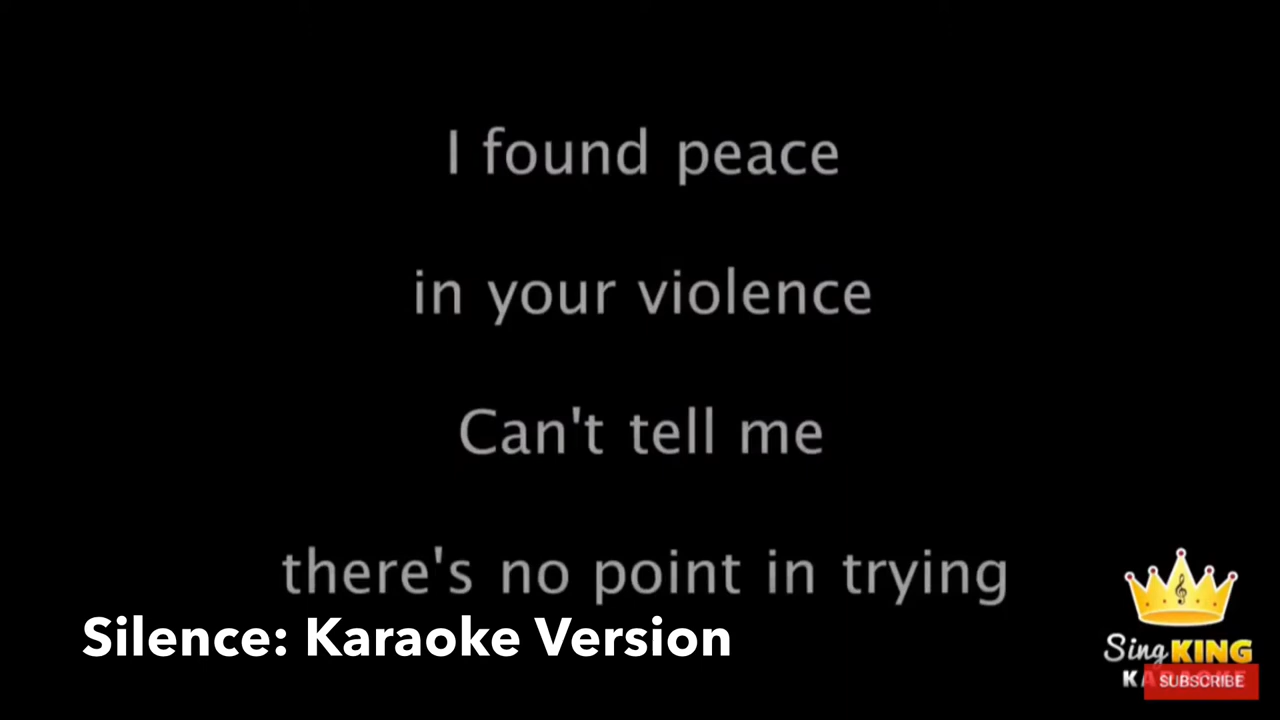 I found peace
in your violence
Can't tell me
there's no point in trying
Silence: Karaoke Version
Sing KING
SUBSCRIBE